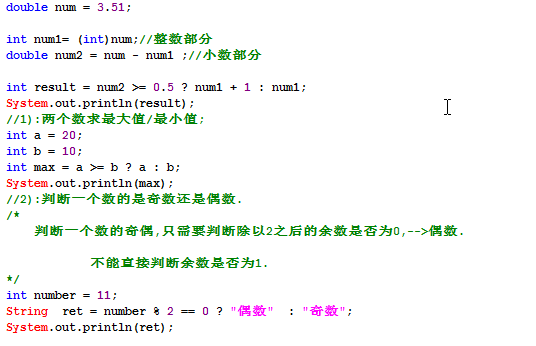 double num = 3.51;
int num1= (int)num;//整数部分
double num2 = num - num1 ;//小数部分
int result = num2 >= 0.5 ? num1 + 1 : num1;
System.out.println(result);
//1):两个数求最大值/最小值;
int a = 20;
int b = 10;
int max = a >= b ? a : b;
System.out.println(max);
//2):判断一个数的是奇数还是偶数.
/*
判断一个数的奇偶,只需要判断除以2之后的余数是否为0,-->偶数.
不能直接判断余数是否为1.
*/
int number = 11;
String  ret = number % 2 == 0 ? "偶数"  : "奇数";
System.out.println(ret);